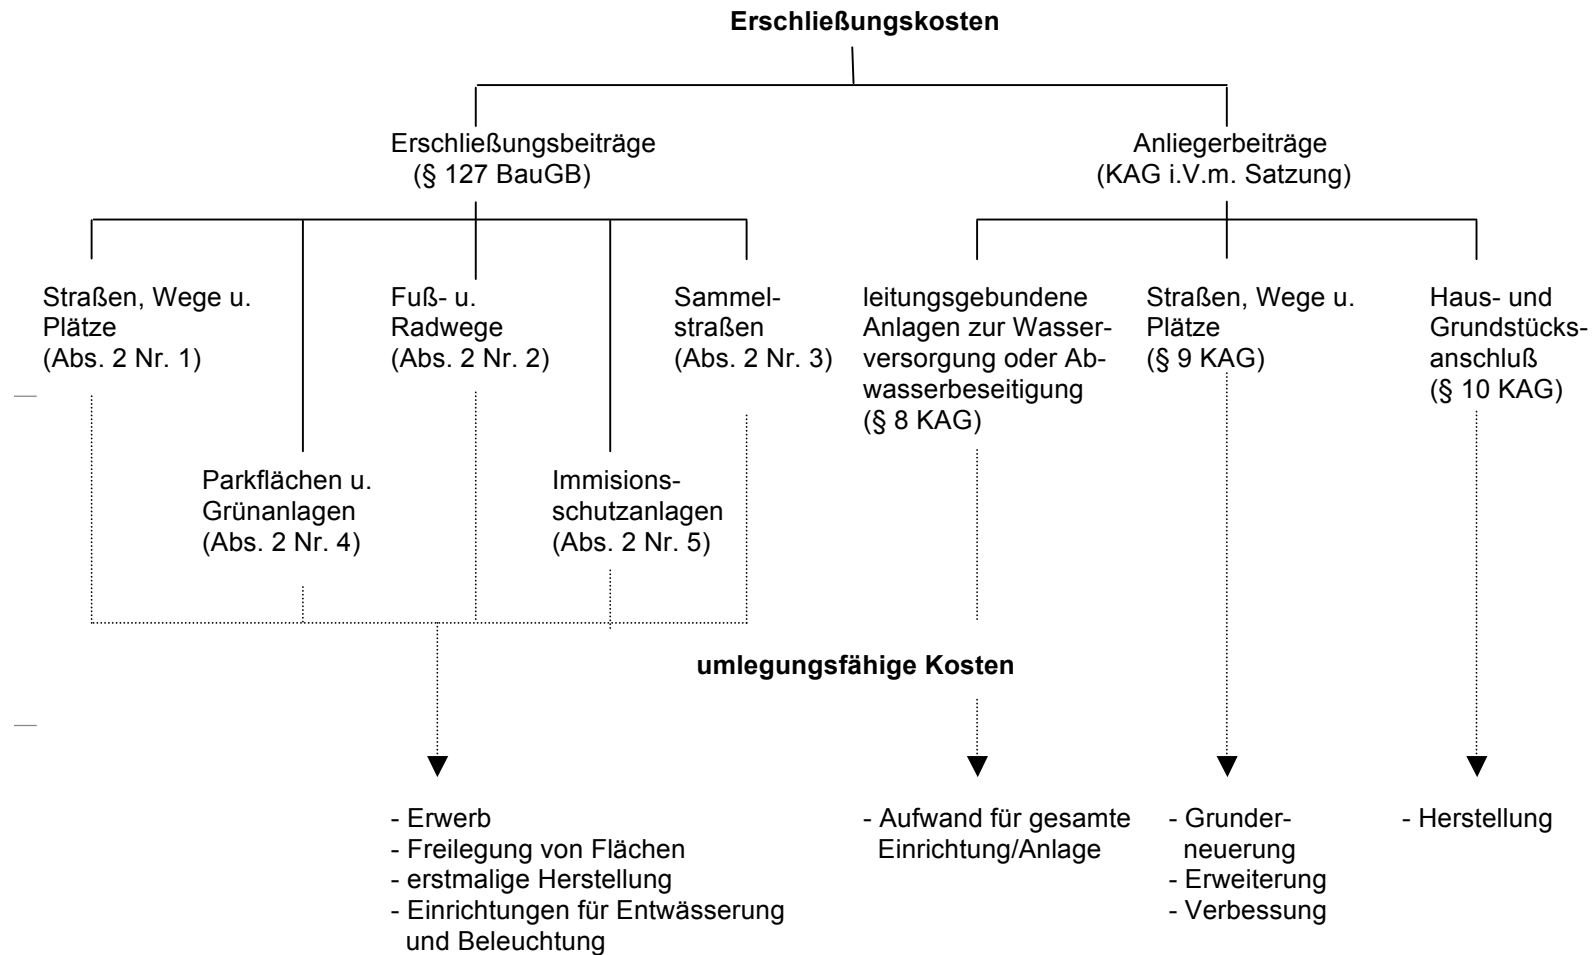 Erschließungskosten
Erschließungsbeiträge
(§ 127 BauGB)
Anliegerbeiträge
(KAG i.V.m. Satzung)
Straßen, Wege u.
Plätze
(Abs. 2 Nr. 1)
Fuß- u.
Radwege
(Abs. 2 Nr. 2)
Sammel-
straßen
(Abs. 2 Nr. 3)
leitungsgebundene
Anlagen zur Wasser-
versorgung oder Ab-
wasserbeseitigung
(§ 8 KAG)
Straßen, Wege u.
Plätze
(§ 9 KAG)
Haus- und
Grundstücks-
anschluß
(§ 10 KAG)
Parkflächen u.
Grünanlagen
(Abs. 2 Nr. 4)
Immisions-
schutzanlagen
(Abs. 2 Nr. 5)
umlegungsfähige Kosten
- Erwerb
- Freilegung von Flächen
- erstmalige Herstellung
- Einrichtungen für Entwässerung
und Beleuchtung
- Aufwand für gesamte
Einrichtung/Anlage
- Grunder-
neuerung
- Erweiterung
- Verbessung
- Herstellung